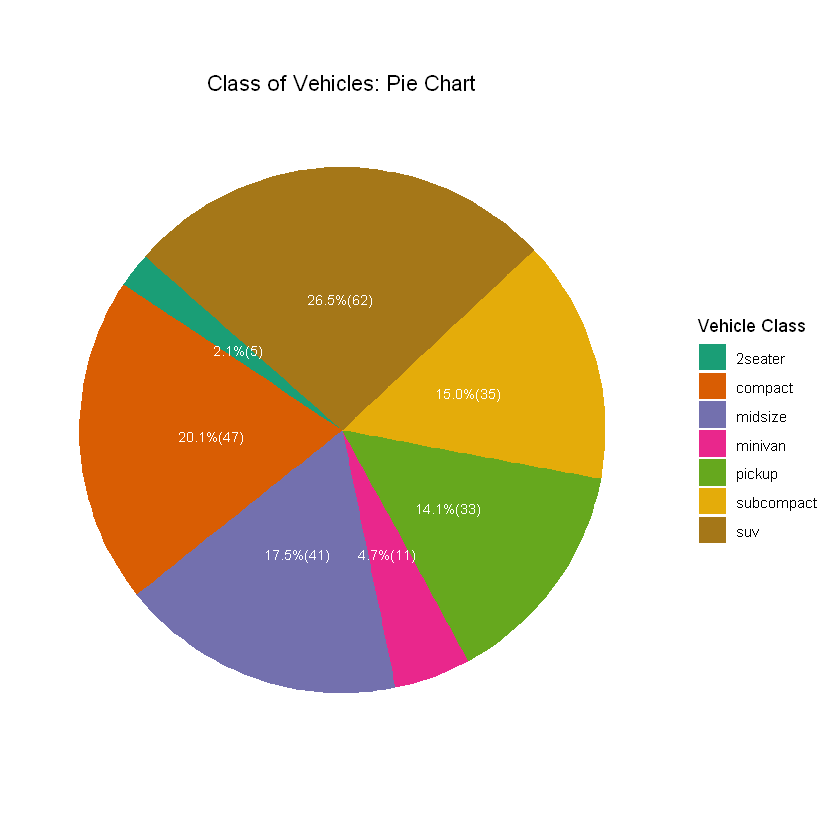 Class of Vehicles: Pie Chart
26.5%(62)
2.1%(5)
15.0%(35)
20.1%(47)
14.1%(33)
17.5%(41)
4.7%(11)
Vehicle Class
2seater
compact
midsize
minivan
pickup
subcompact
suv